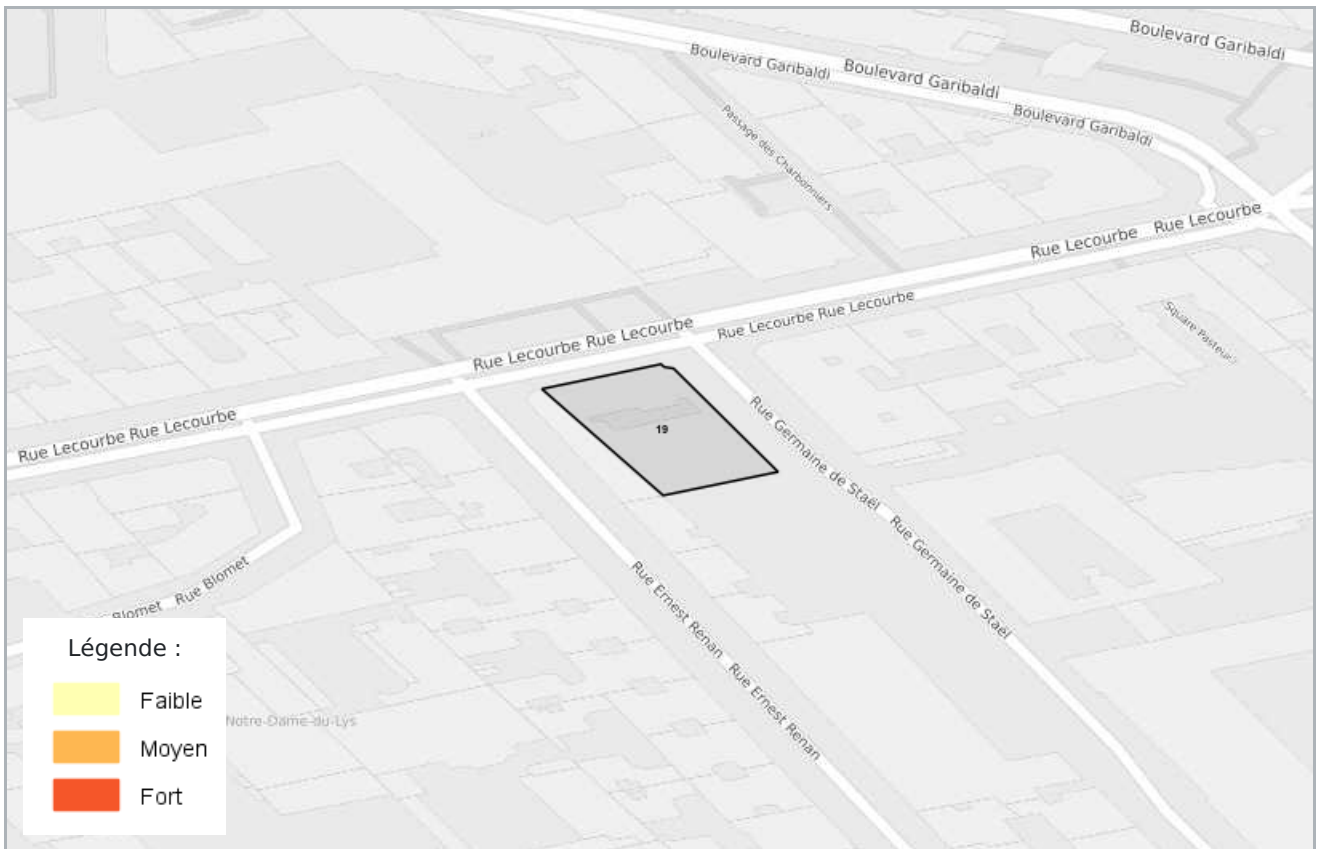 Boulevard Garibaldi
Boulevard Garibaldi
Boulevard Garibaldi
Boulevard Garibaldi
Passage des Charbonniers
Rue Lecourbe Rue Lecourbe
Rue Lecourbe Rue Lecourbe
Rue Lecourbe Rue Lecourbe
Square Pasteur
Rue Lecourbe Rue Lecourbe
19
Rue Germaine de Staël Rue Germaine de Staël
Blomet Rue Blomet
Rue Ernest Renan Rue Ernest Renan
Notre-Dame-du-Lys
Légende :
Faible
Moyen
Fort